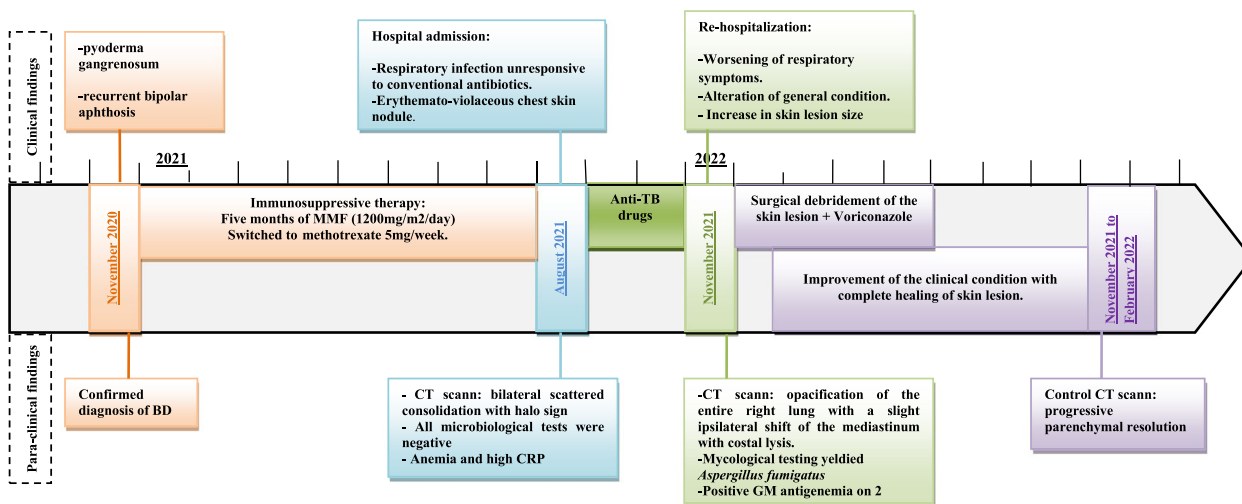 Clinical findings
-pyoderma
gangrenosum
-recurrent bipolar
aphthosis
Hospital admission:
-Respiratory infection unresponsive
to conventional antibiotics.
-Erythemato-violaceous chest skin
nodule.
Re-hospitalization:
-Worsening of respiratory
symptoms.
-Alteration of general condition.
- Increase in skin lesion size
2021
2022
November 2020
Immunosuppressive therapy:
Five months of MMF (1200mg/m2/day)
Switched to methotrexate 5mg/week.
August 2021
Anti-TB
drugs
November 2021
Surgical debridement of the
skin lesion + Voriconazole
Improvement of the clinical condition with
complete healing of skin lesion.
November 2021 to
February 2022
Para-clinical findings
Confirmed
diagnosis of BD
- CT scann: bilateral scattered
consolidation with halo sign
- All microbiological tests were
negative
- Anemia and high CRP
-CT scann: opacification of the
entire right lung with a slight
ipsilateral shift of the mediastinum
with costal lysis.
-Mycological testing yeldied
Aspergillus fumigatus
-Positive GM antigenemia on 2
Control CT scann:
progressive
parenchymal resolution